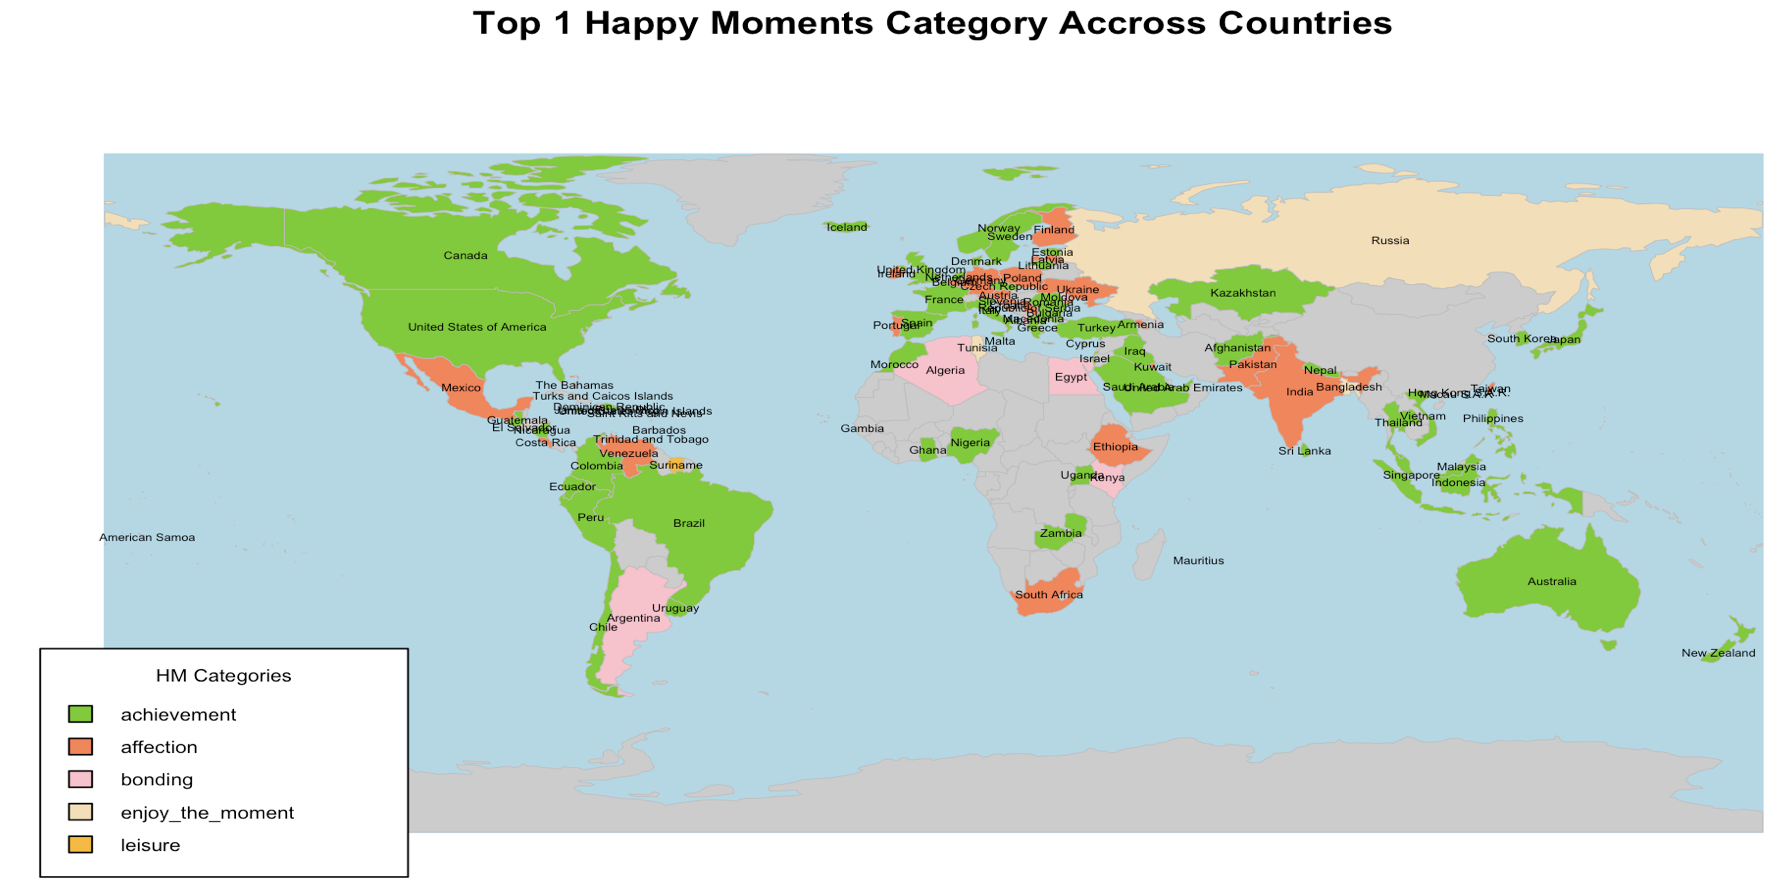 Top 1 Happy Moments Category Accross Countries
Canada
United States of America
Mexico
The Bahamas
Turks and Caicos Islands
Dominican Republic
Saint Kitts and Nevis
Guatemala
El Salvador
Nicaragua
Barbados
Costa Rica
Trinidad and Tobago
Venezuela
Colombia
Suriname
Ecuador
Peru
Brazil
American Samoa
Uruguay
Argentina
Chile
Iceland
Norway
Sweden
Finland
Estonia
Latvia
Lithuania
Denmark
United Kingdom
Ireland
Netherlands
Belgium
Germany
Poland
Czech Republic
Ukraine
Austria
Moldova
France
Slovenia
Romania
Serbia
Italy
Bulgaria
Macedonia
Albania
Greece
Spain
Portugal
Turkey
Armenia
Malta
Tunisia
Cyprus
Israel
Iraq
Kuwait
Morocco
Algeria
Egypt
Saudi Arabia
United Arab Emirates
Gambia
Ghana
Nigeria
Ethiopia
Uganda
Kenya
Zambia
Mauritius
South Africa
Russia
Kazakhstan
Afghanistan
Pakistan
Nepal
India
Bangladesh
Sri Lanka
South Korea
Japan
Taiwan
Hong Kong S.A.R.
Macau S.A.R
Vietnam
Thailand
Philippines
Malaysia
Singapore
Indonesia
Australia
New Zealand
HM Categories
achievement
affection
bonding
enjoy_the_moment
leisure